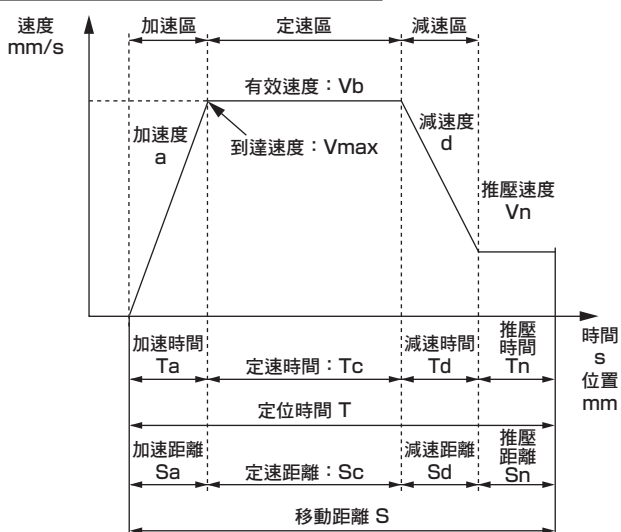 速度
mm/s
加速區
定速區
減速區
有效速度：Vb
加速度
a
到達速度：Vmax
減速度
d
推壓速度
Vn
加速時間
Ta
定速時間：Tc
減速時間
Td
推壓
時間
Tn
時間
s
位置
mm
定位時間 T
加速距離
Sa
定速距離：Sc
減速距離
Sd
推壓
距離
Sn
移動距離 S